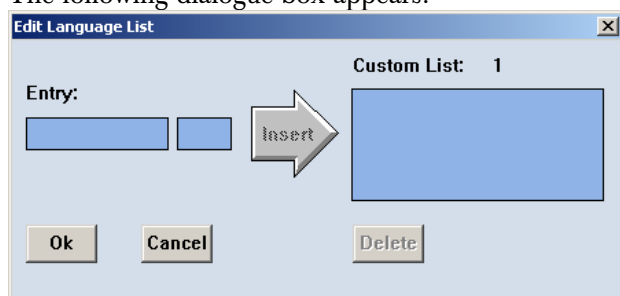 The following dialogue box appears:
Edit Language List
Custom List: 1
Entry:
Insert
Ok Cancel Delete